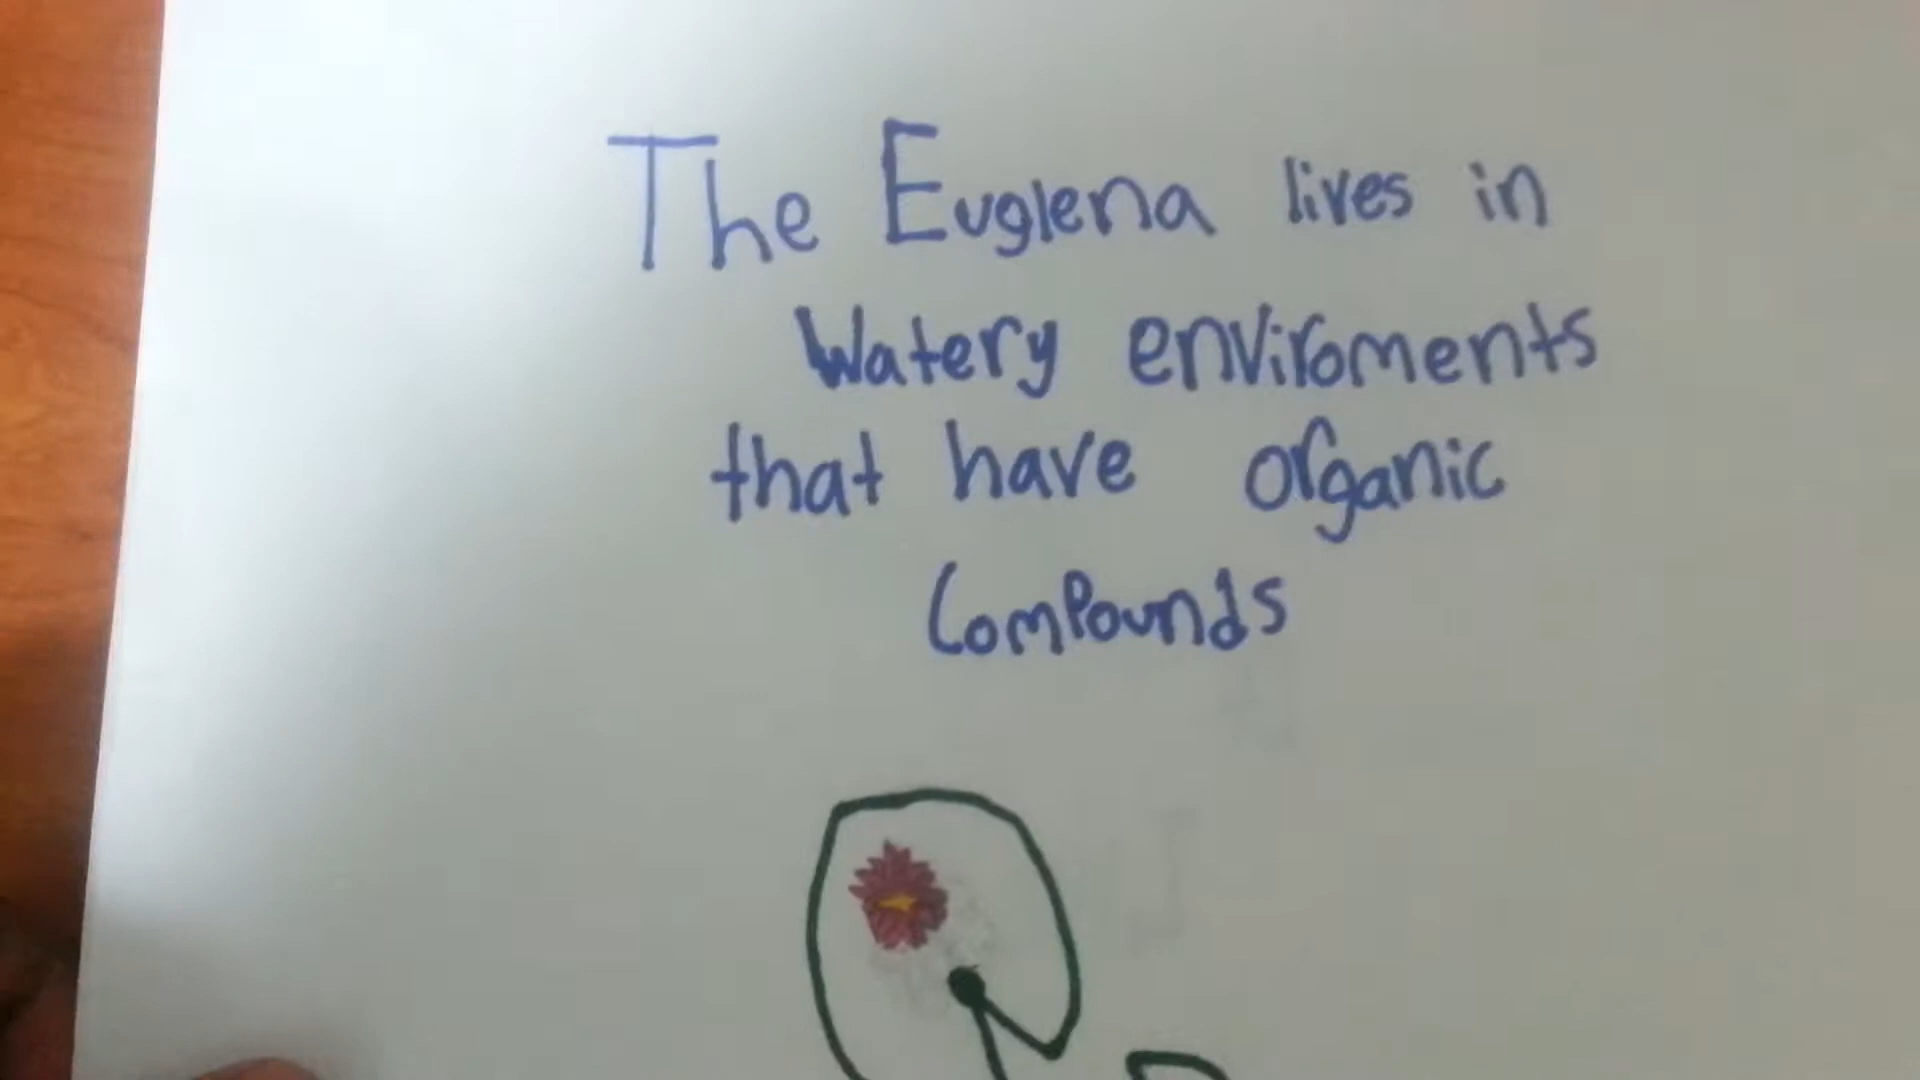 The Euglena lives in
Watery enviroments
that have organic
Compounds